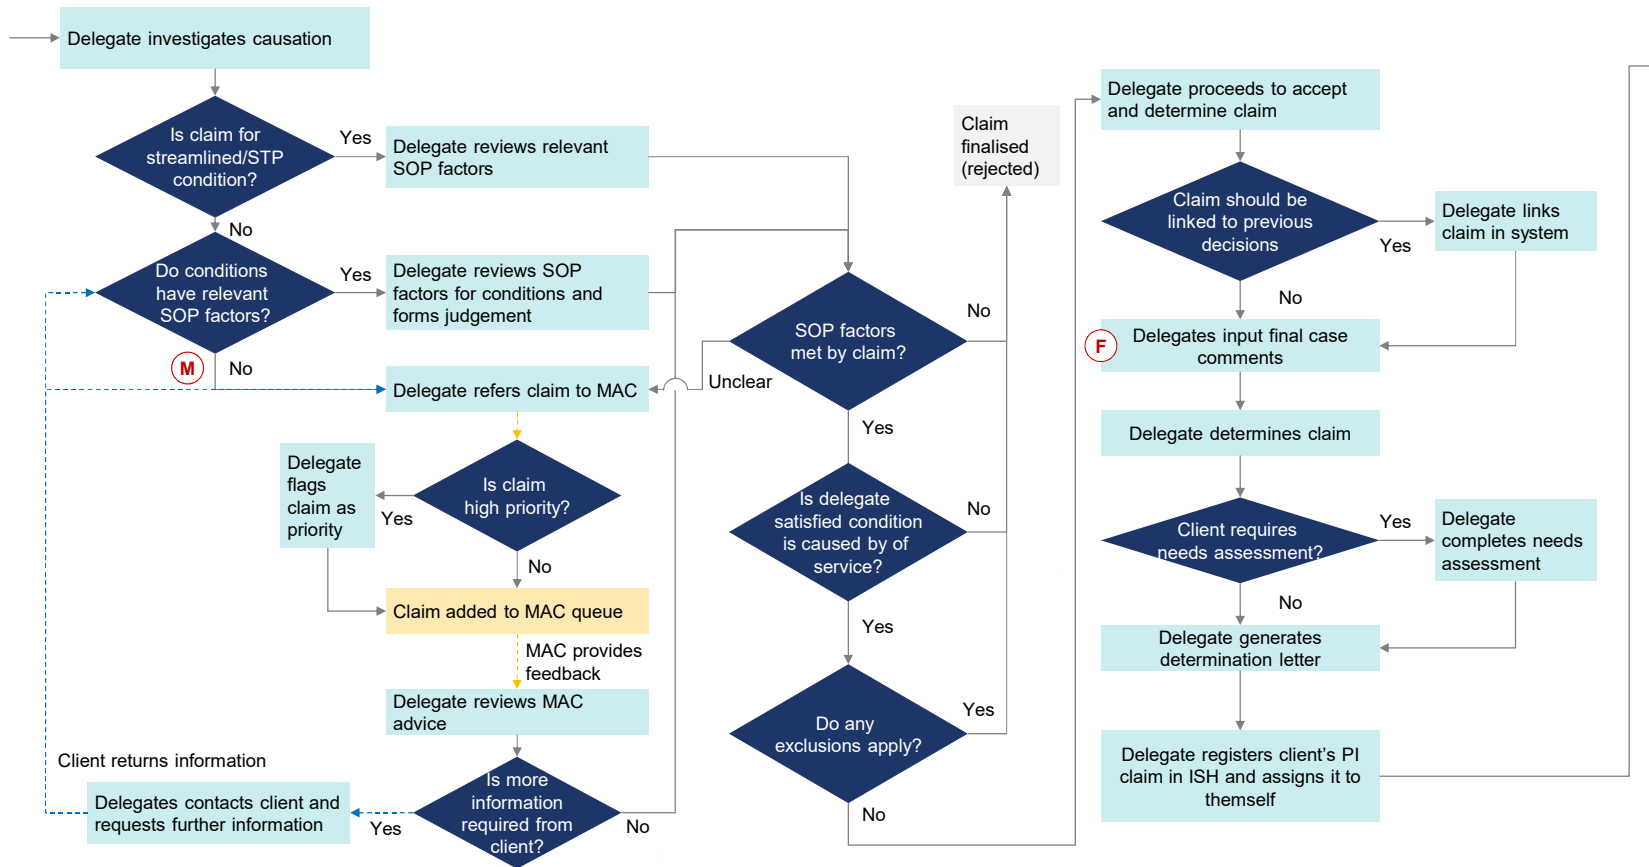 Delegate investigates causation
Is claim for
streamlined/STP
condition?
Yes
Delegate reviews relevant
SOP factors
No
Do conditions
have relevant
SOP factors?
Yes
Delegate reviews SOP
factors for conditions and
forms judgement
M
No
Delegate refers claim to MAC
Is claim
high priority?
Yes
Delegate
flags
claim as
priority
No
Claim added to MAC queue
MAC provides
feedback
Delegate reviews MAC
advice
Is more
information
required from
client?
Yes
Delegates contacts client and
requests further information
Client returns information
No
SOP factors
met by claim?
Unclear
No
Claim
finalised
(rejected)
Yes
Is delegate
satisfied condition
is caused by of
service?
No
Yes
Do any
exclusions apply?
Yes
No
Delegate proceeds to accept
and determine claim
Claim should be
linked to previous
decisions
Yes
Delegate links
claim in system
No
F
Delegates input final case
comments
Delegate determines claim
Client requires
needs assessment?
Yes
Delegate
completes needs
assessment
No
Delegate generates
determination letter
Delegate registers client’s PI
claim in ISH and assigns it to
themself